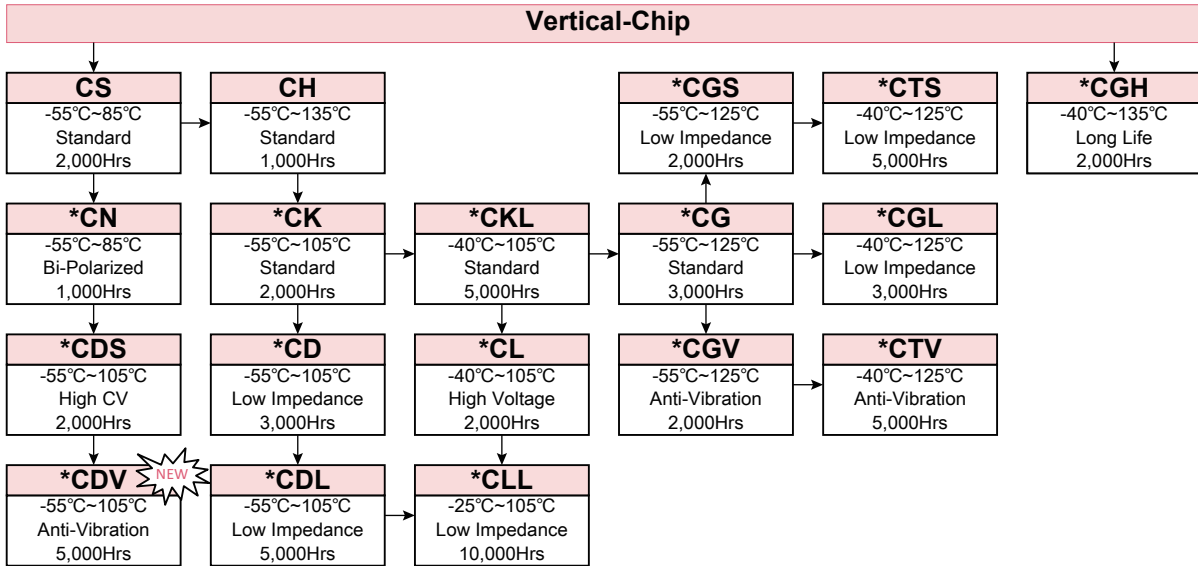 Vertical-Chip
CS
-55℃~85℃
Standard
2,000Hrs
CH
-55℃~135℃
Standard
1,000Hrs
*CGS
-55℃~125℃
Low Impedance
2,000Hrs
*CTS
-40℃~125℃
Low Impedance
5,000Hrs
*CGH
-40℃~135℃
Long Life
2,000Hrs
*CN
-55℃~85℃
Bi-Polarized
1,000Hrs
*CK
-55℃~105℃
Standard
2,000Hrs
*CKL
-40℃~105℃
Standard
5,000Hrs
*CG
-55℃~125℃
Standard
3,000Hrs
*CGL
-40℃~125℃
Low Impedance
3,000Hrs
*CDS
-55℃~105℃
High CV
2,000Hrs
*CD
-55℃~105℃
Low Impedance
3,000Hrs
*CL
-40℃~105℃
High Voltage
2,000Hrs
*CGV
-55℃~125℃
Anti-Vibration
2,000Hrs
*CTV
-40℃~125℃
Anti-Vibration
5,000Hrs
*CDV
NEW
-55℃~105℃
Anti-Vibration
5,000Hrs
*CDL
-55℃~105℃
Low Impedance
5,000Hrs
*CLL
-25℃~105℃
Low Impedance
10,000Hrs